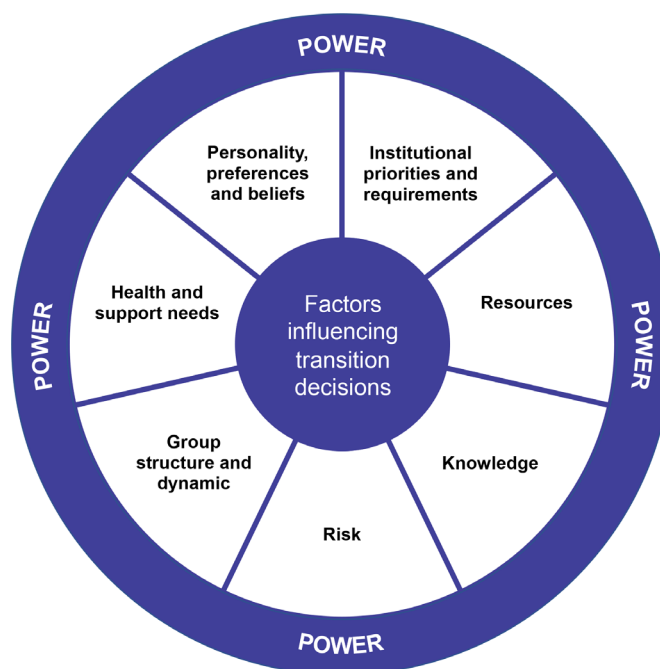 POWER
Personality,
preferences
and beliefs
Institutional
priorities and
requirements
Health and
support needs
Factors
influencing
transition
decisions
Resources
POWER
POWER
Group
structure and
dynamic
Knowledge
Risk
POWER